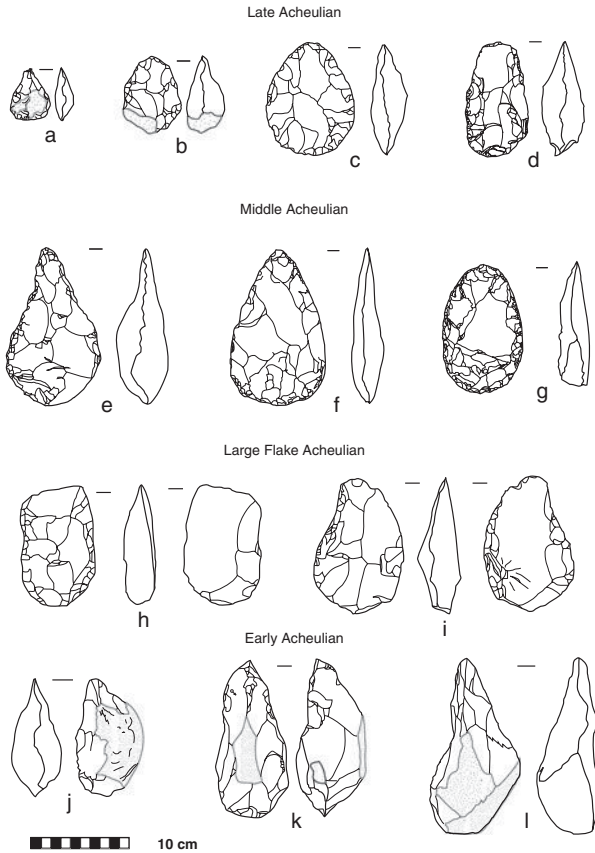 Late Acheulian
a
b
c
d
Middle Acheulian
e
f
g
Large Flake Acheulian
h
i
Early Acheulian
j
k
l
10 cm